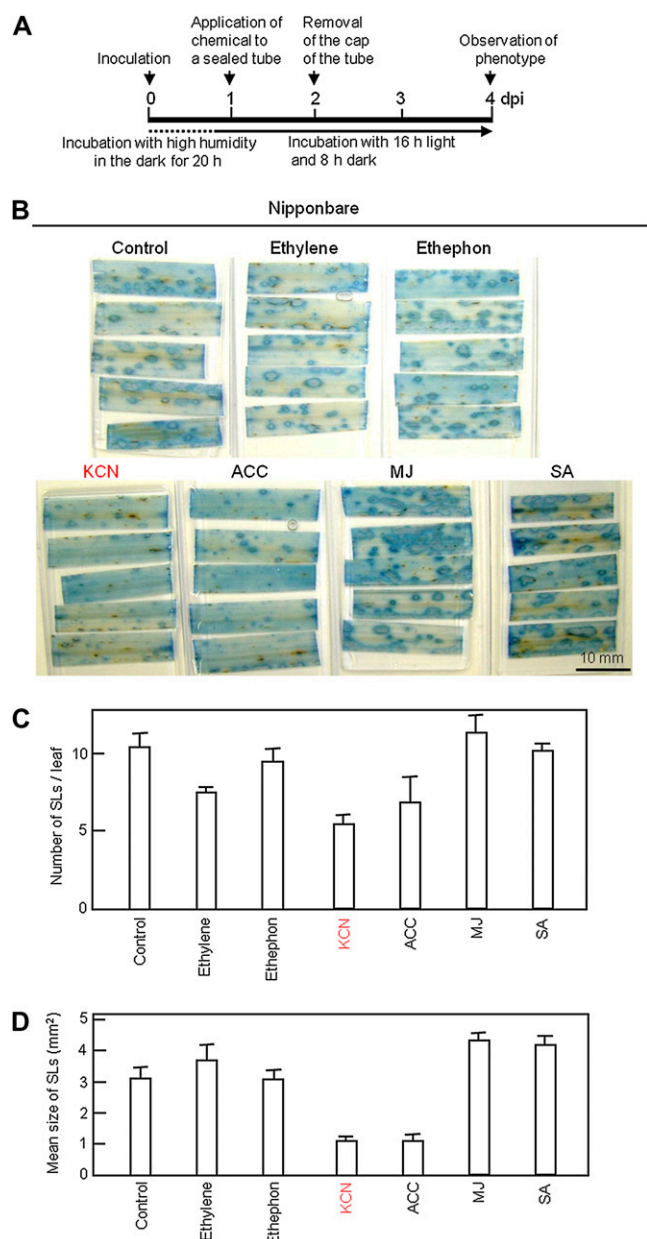 A
Inoculation
Application of
chemical to
a sealed tube
Removal
of the cap
of the tube
Observation of
phenotype
0 1 2 3 4 dpi
Incubation with high humidity
in the dark for 20 h
Incubation with 16 h light
and 8 h dark
B
Nipponbare
Control Ethylene Ethephon
KCN ACC MJ SA
10 mm
C
Number of SLs / leaf
10
5
0
Control Ethylene Ethephon KCN ACC MJ SA
D
Mean size of SLs (mm²)
5
4
3
2
1
0
Control Ethylene Ethephon KCN ACC MJ SA